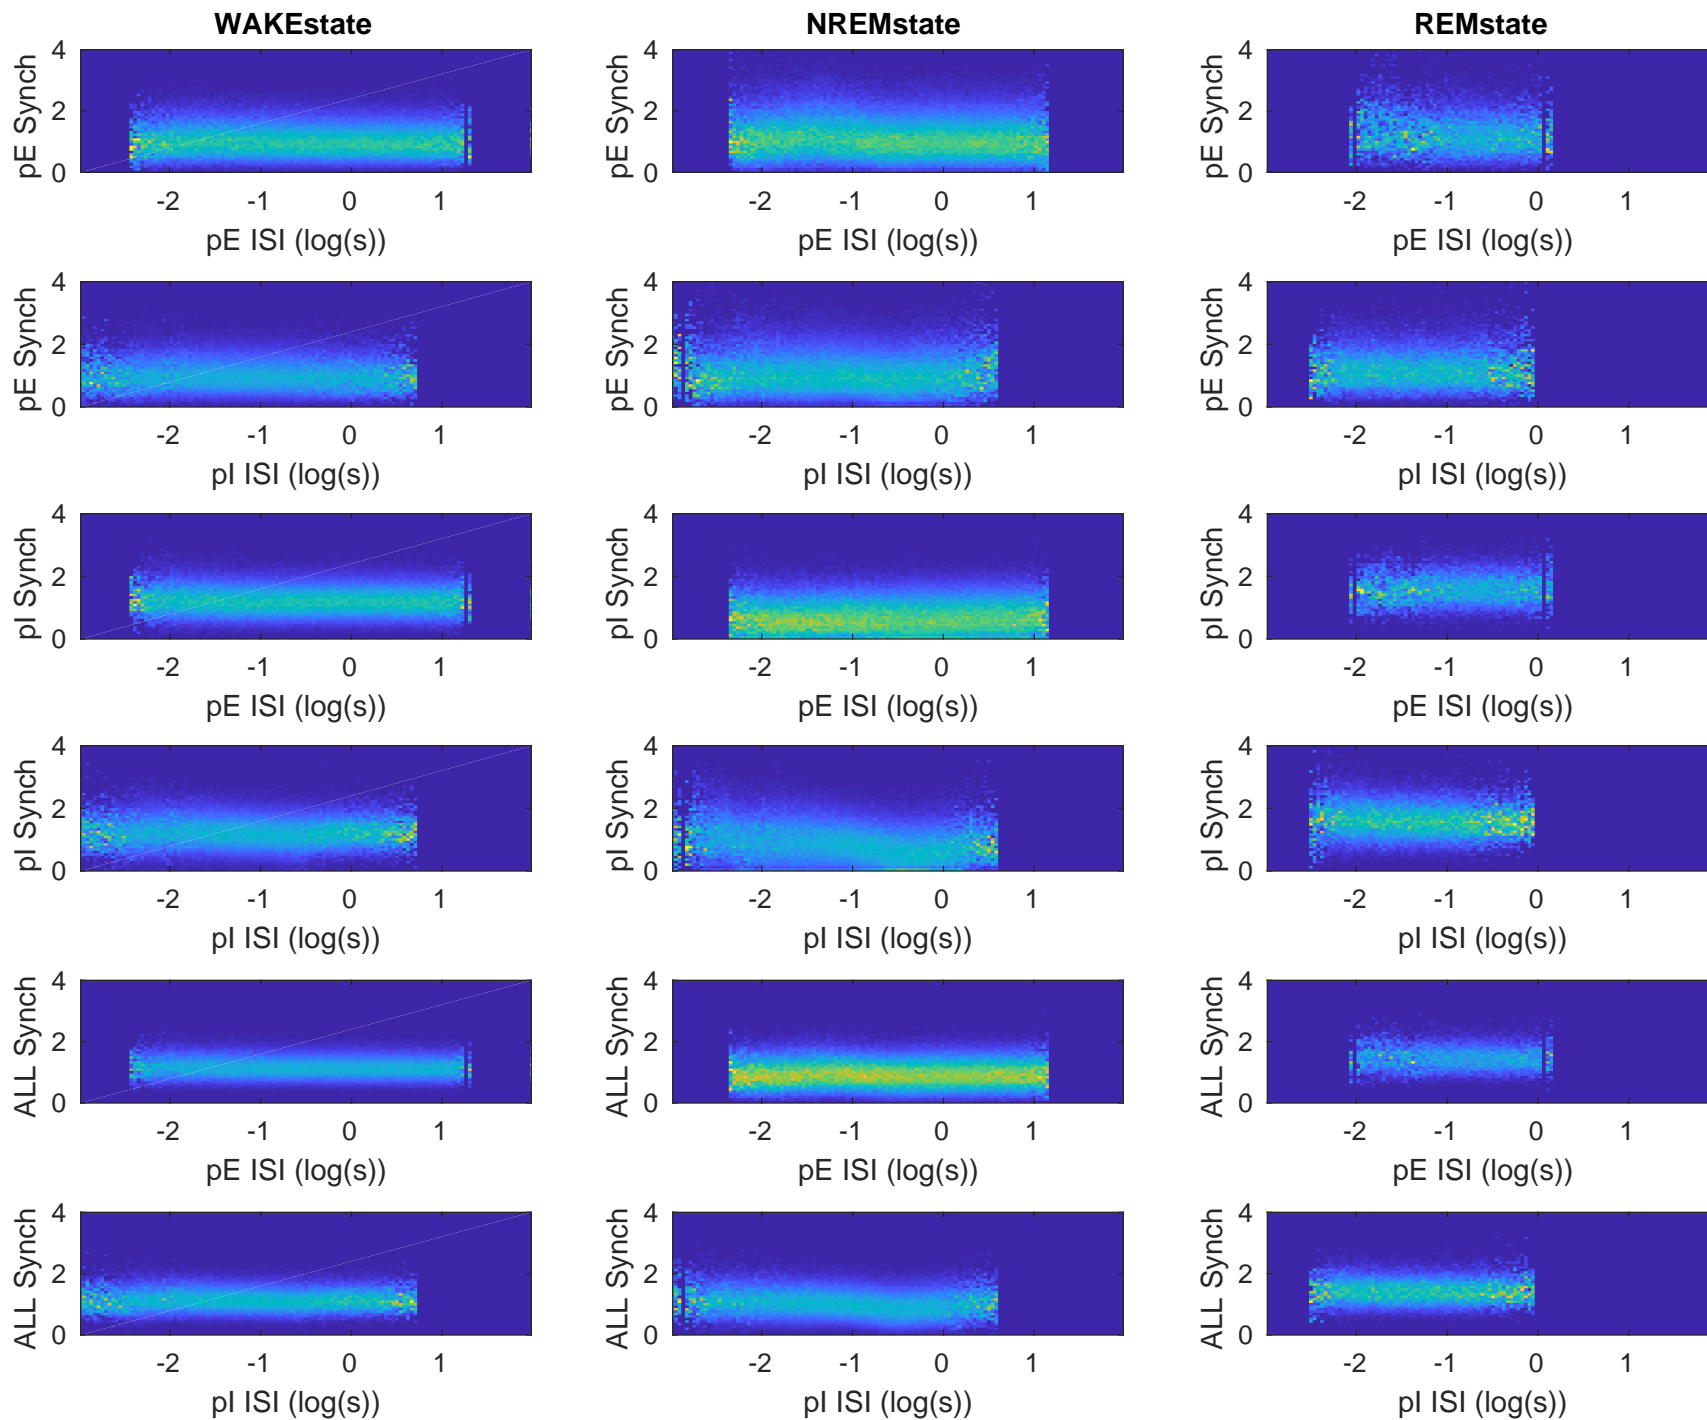 WAKEstate NREMstate REMstate
4 4 4
pE Synch pE Synch pE Synch
2 2 2
0 0 0
-2 -1 0 1 -2 -1 0 1 -2 -1 0 1
pE ISI (log(s)) pE ISI (log(s)) pE ISI (log(s))
4 4 4
pE Synch pE Synch pE Synch
2 2 2
0 0 0
-2 -1 0 1 -2 -1 0 1 -2 -1 0 1
pI ISI (log(s)) pI ISI (log(s)) pI ISI (log(s))
4 4 4
pI Synch pI Synch pI Synch
2 2 2
0 0 0
-2 -1 0 1 -2 -1 0 1 -2 -1 0 1
pE ISI (log(s)) pE ISI (log(s)) pE ISI (log(s))
4 4 4
pI Synch pI Synch pI Synch
2 2 2
0 0 0
-2 -1 0 1 -2 -1 0 1 -2 -1 0 1
pI ISI (log(s)) pI ISI (log(s)) pI ISI (log(s))
4 4 4
ALL Synch ALL Synch ALL Synch
2 2 2
0 0 0
-2 -1 0 1 -2 -1 0 1 -2 -1 0 1
pE ISI (log(s)) pE ISI (log(s)) pE ISI (log(s))
4 4 4
ALL Synch ALL Synch ALL Synch
2 2 2
0 0 0
-2 -1 0 1 -2 -1 0 1 -2 -1 0 1
pI ISI (log(s)) pI ISI (log(s)) pI ISI (log(s))